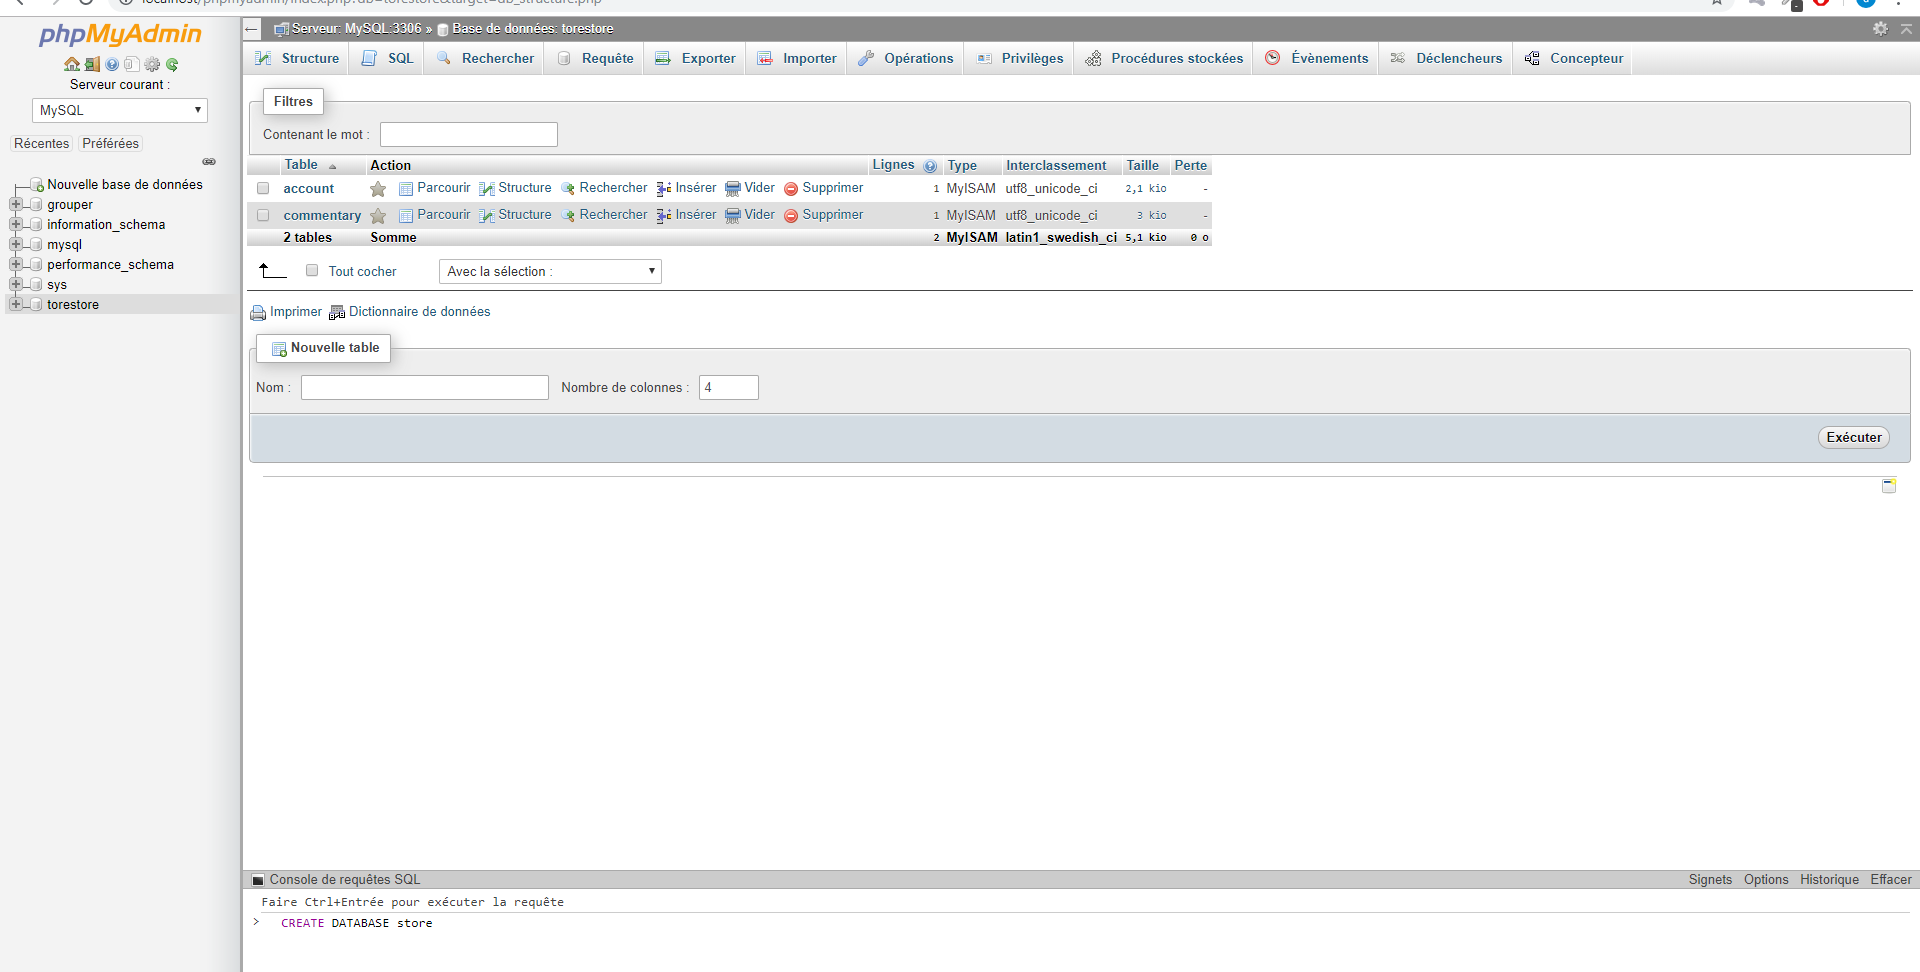 localhost/phpmyadmin/index.php?db=torestore&target=db_structure.php
phpMyAdmin
Serveur courant :
MySQL
Récentes Préférées
Nouvelle base de données
grouper
information_schema
mysql
performance_schema
sys
torestore
Serveur: MySQL:3306 » Base de données: torestore
Structure SQL Rechercher Requête Exporter Importer Opérations Privilèges Procédures stockées Évènements Déclencheurs Concepteur
Filtres
Contenant le mot :
Table Action Lignes Type Interclassement Taille Perte
account Parcourir Structure Rechercher Insérer Vider Supprimer 1 MyISAM utf8_unicode_ci 2,1 kio -
commentary Parcourir Structure Rechercher Insérer Vider Supprimer 1 MyISAM utf8_unicode_ci 3 kio -
2 tables Somme 2 MyISAM latin1_swedish_ci 5,1 kio 0 o
Tout cocher Avec la sélection :
Imprimer Dictionnaire de données
Nouvelle table
Nom : Nombre de colonnes : 4
Exécuter
Console de requêtes SQL Signets Options Historique Effacer
Faire Ctrl+Entrée pour exécuter la requête
> CREATE DATABASE store